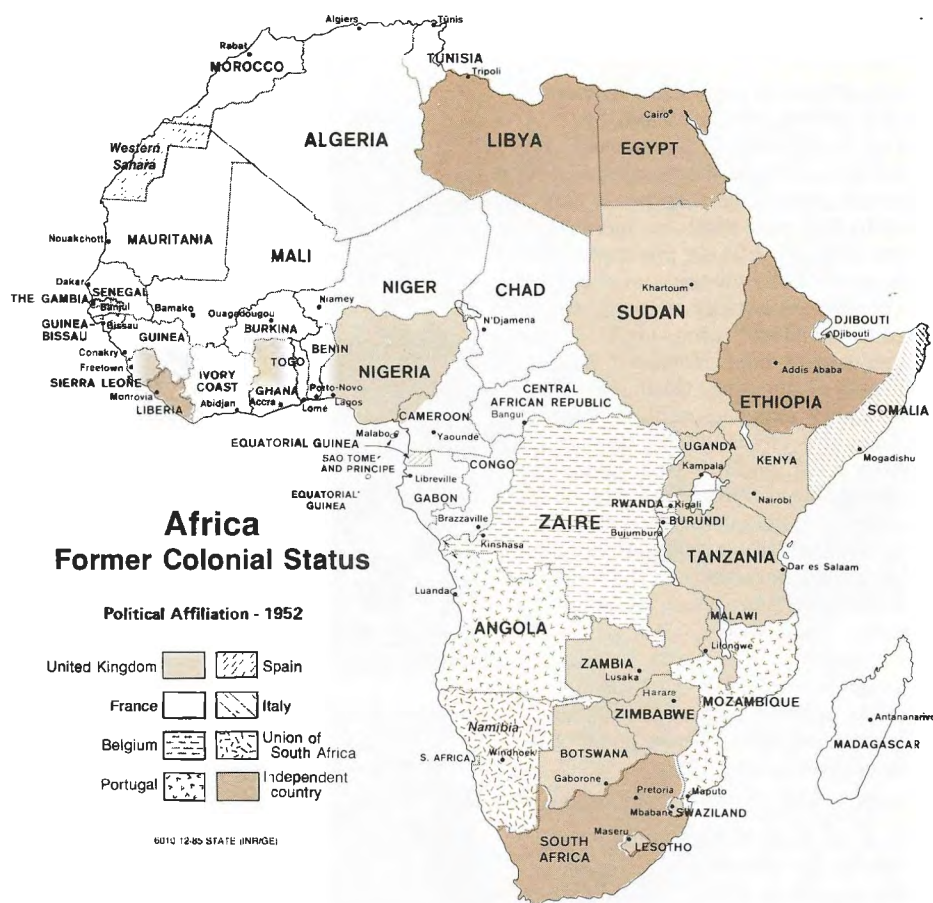 Algiers
Tunis
Rabat
MOROCCO
TUNISIA
Tripoli
ALGERIA
LIBYA
Cairo
EGYPT
Western
Sahara
Nouakchott
MAURITANIA
MALI
NIGER
CHAD
Khartoum
SUDAN
Dakar
SENEGAL
THE GAMBIA
Banjul
Bamako
Ouagadougou
Niamey
BURKINA
N'Djamena
DJIBOUTI
Djibouti
GUINEA
BISSAU
Bissau
GUINEA
BENIN
NIGERIA
Conakry
Freetown
SIERRA LEONE
IVORY
COAST
TOGO
GHANA
Porto-Novo
Addis Ababa
ETHIOPIA
Monrovia
LIBERIA
Abidjan
Accra
Lomé
Lagos
CENTRAL
AFRICAN REPUBLIC
Bangui
SOMALIA
CAMEROON
Malabo
Yaounde
EQUATORIAL GUINEA
UGANDA
Kampala
KENYA
Mogadishu
SAO TOME
AND PRINCIPE
CONGO
Libreville
EQUATORIAL
GUINEA
GABON
RWANDA
Kigali
Nairobi
Brazzaville
ZAIRE
BURUNDI
Bujumbura
Kinshasa
TANZANIA
Dar es Salaam
Africa
Former Colonial Status
Luanda
ANGOLA
MALAWI
Lilongwe
ZAMBIA
Lusaka
Harare
MOZAMBIQUE
ZIMBABWE
Antananarivo
MADAGASCAR
Namibia
S. AFRICA
Windhoek
BOTSWANA
Gaborone
Pretoria
Maputo
Mbabane
SWAZILAND
Maseru
SOUTH
AFRICA
LESOTHO
Political Affiliation - 1952
United Kingdom
Spain
France
Italy
Belgium
Union of
South Africa
Portugal
Independent
country
6010 12-85 STATE (INR/GE)